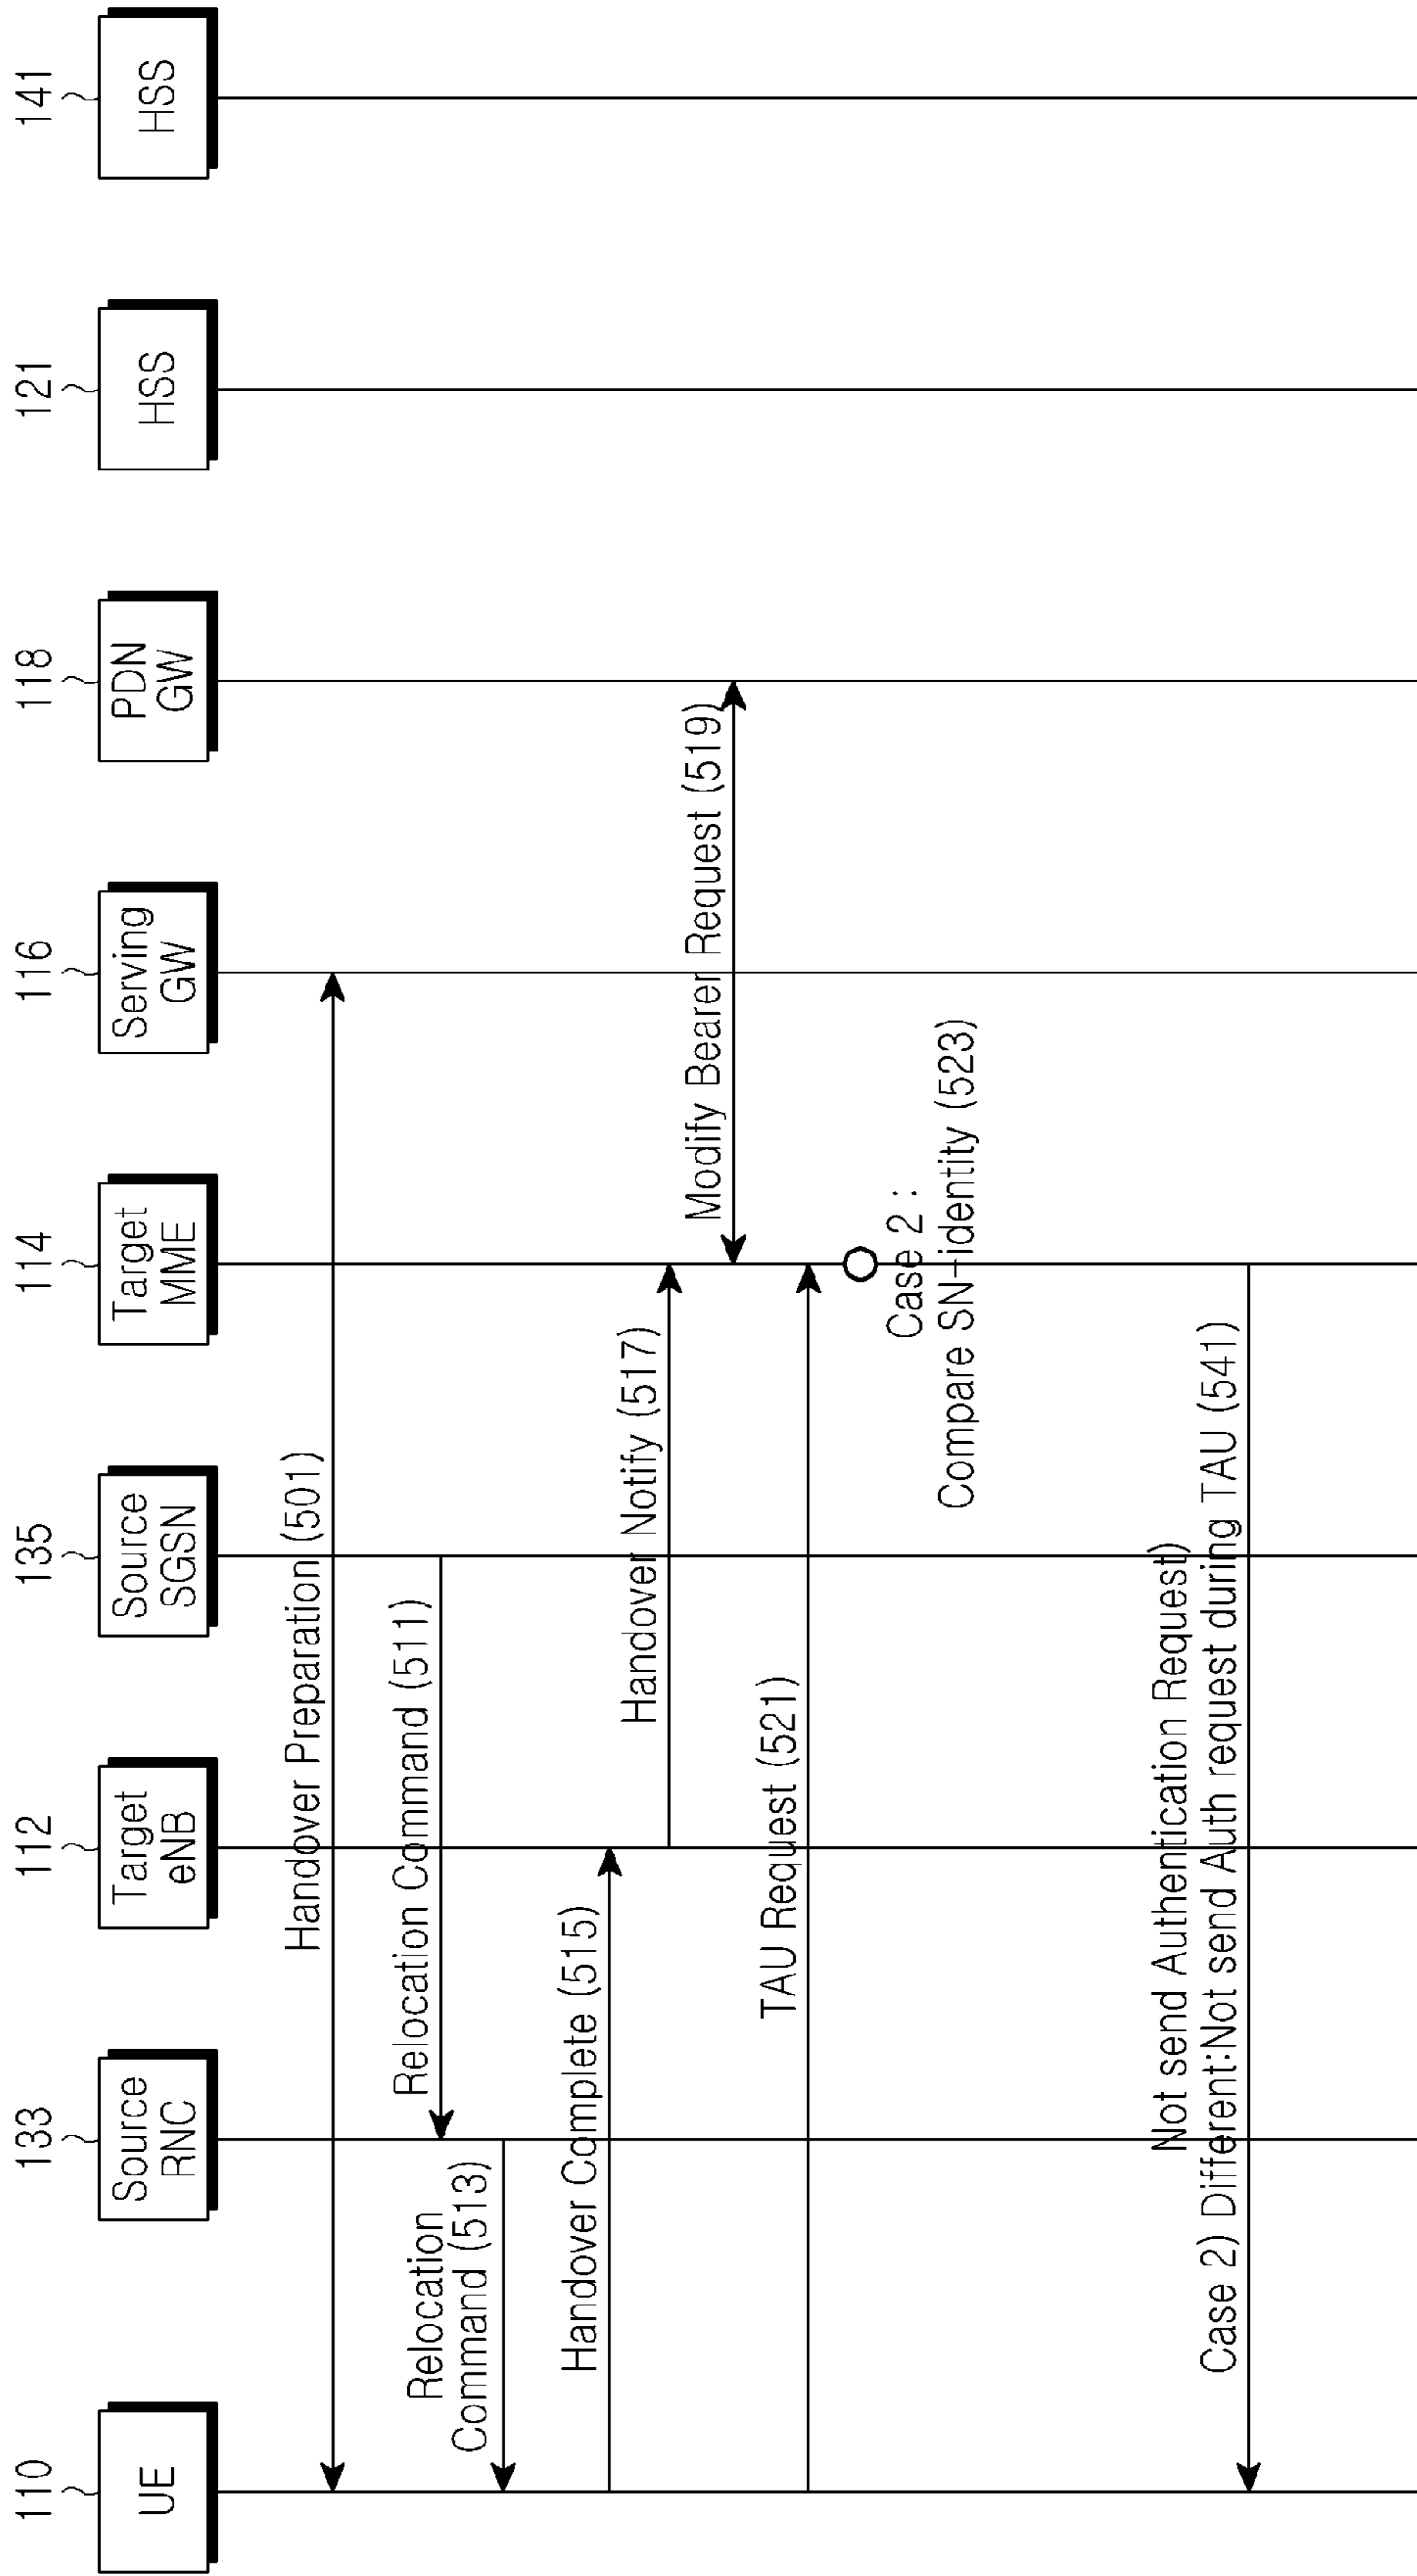 110
133
112
135
114
116
118
121
141
UE
Source
RNC
Target
eNB
Source
SGSN
Target
MME
Serving
GW
PDN
GW
HSS
HSS
Handover Preparation (501)
Relocation Command (511)
Relocation
Command (513)
Handover Complete (515)
Handover Notify (517)
Modify Bearer Request (519)
TAU Request (521)
Case 2 :
Compare SN-identity (523)
Not send Authentication Request)
Case 2) Different:Not send Auth request during TAU (541)